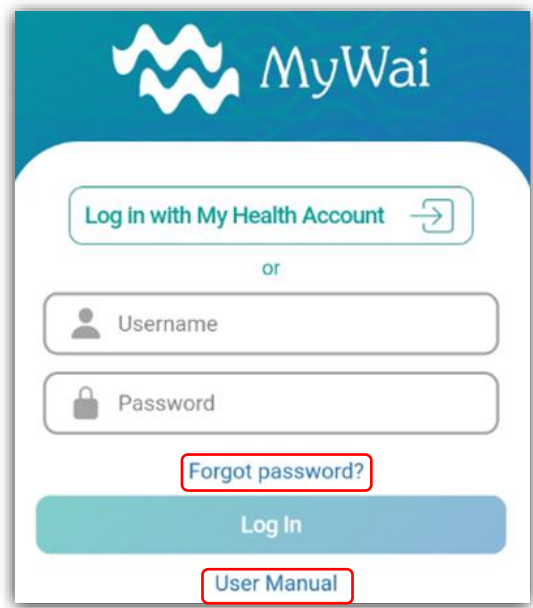 MyWai
Log in with My Health Account
or
Username
Password
Forgot password?
Log In
User Manual